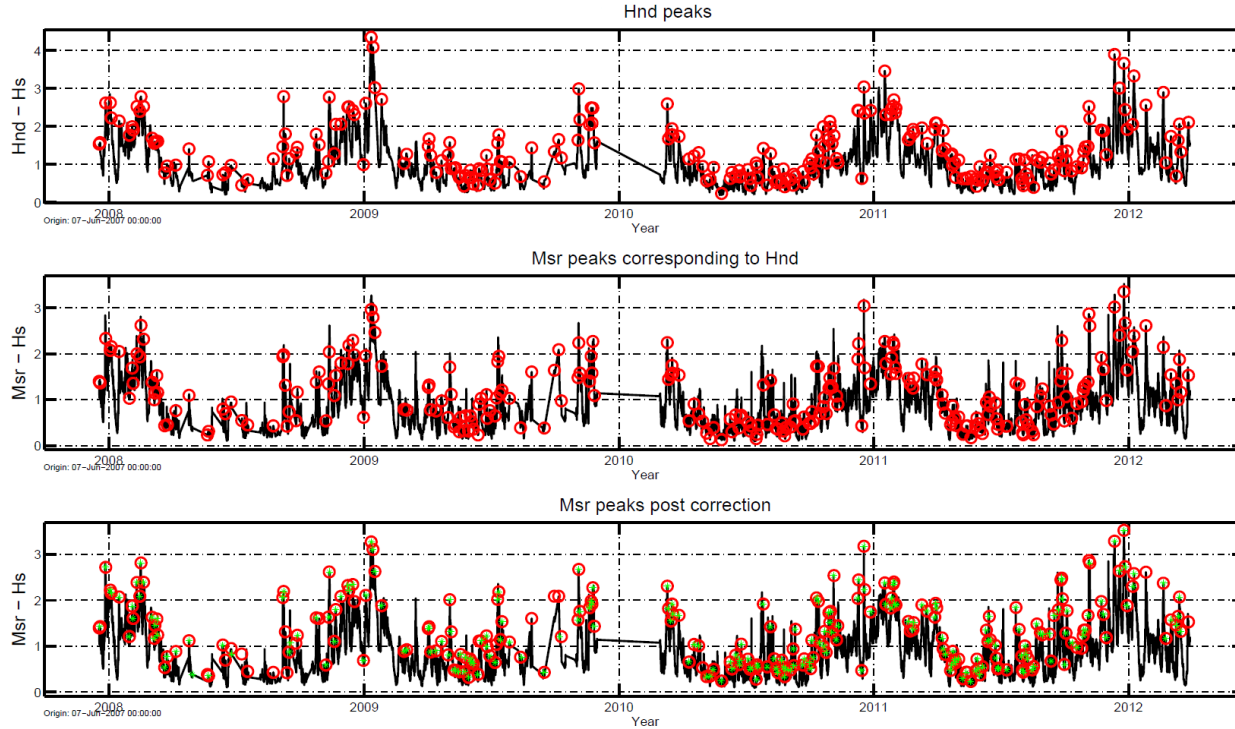 Hnd peaks
Hnd − Hs
4
3
2
1
0
2008
2009
2010
2011
2012
Origin: 07−Jun−2007 00:00:00
Year
Msr peaks corresponding to Hnd
Msr − Hs
3
2
1
0
2008
2009
2010
2011
2012
Origin: 07−Jun−2007 00:00:00
Year
Msr peaks post correction
Msr − Hs
3
2
1
0
2008
2009
2010
2011
2012
Origin: 07−Jun−2007 00:00:00
Year